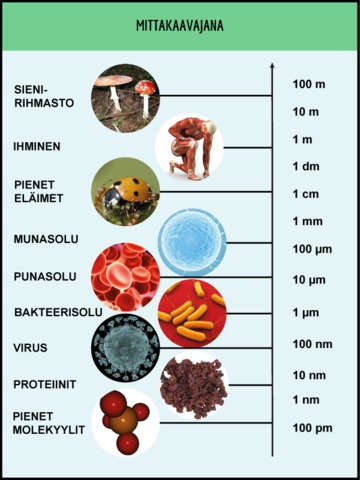 MITTAKAAVAJANA
SIENI-
RIHMASTO
IHMINEN
PIENET
ELÄIMET
MUNASOLU
PUNASOLU
BAKTEERISOLU
VIRUS
PROTEIINIT
PIENET
MOLEKYYLIT
100 m
10 m
1 m
1 dm
1 cm
1 mm
100 µm
10 µm
1 µm
100 nm
10 nm
1 nm
100 pm